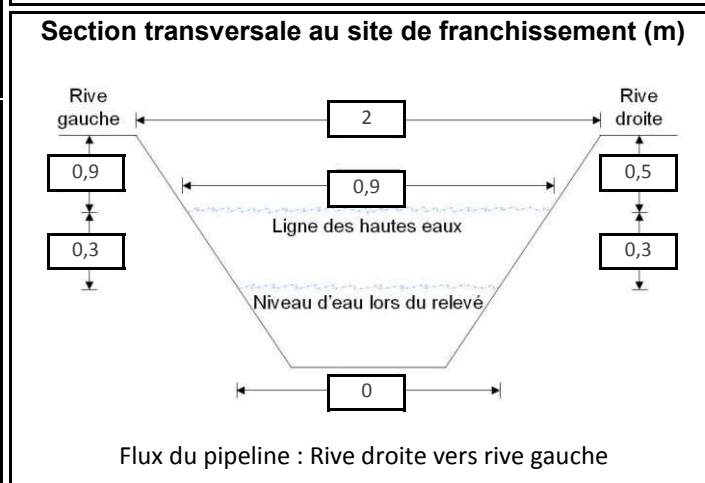 Section transversale au site de franchissement (m)
Rive
gauche
2
Rive
droite
0,9
0,9
0,5
Ligne des hautes eaux
0,3
0,3
Niveau d'eau lors du relevé
0
Flux du pipeline : Rive droite vers rive gauche